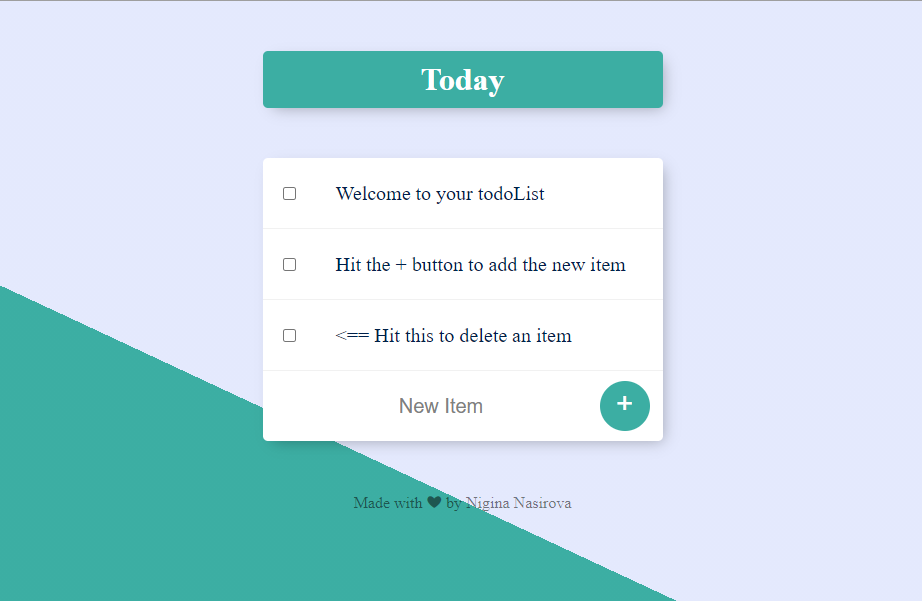 Today
Welcome to your todoList
Hit the + button to add the new item
<== Hit this to delete an item
New Item +
Made with ❤ by Nigina Nasirova